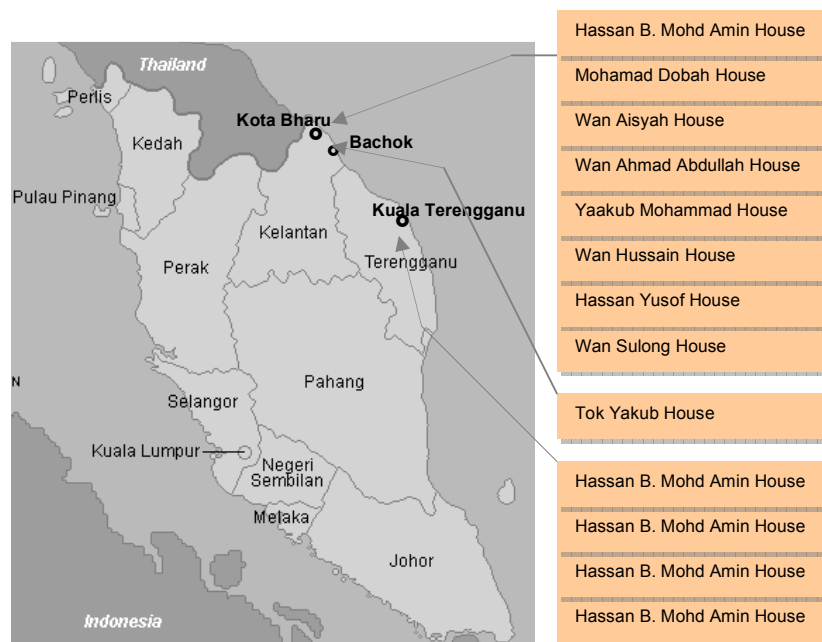 Hassan B. Mohd Amin House
Mohamad Dobah House
Wan Aisyah House
Wan Ahmad Abdullah House
Yaakub Mohammad House
Wan Hussain House
Hassan Yusof House
Wan Sulong House
Tok Yakub House
Hassan B. Mohd Amin House
Hassan B. Mohd Amin House
Hassan B. Mohd Amin House
Hassan B. Mohd Amin House
Thailand
Perlis
Kota Bharu
Kedah
Bachok
Pulau Pinang
Kuala Terengganu
Kelantan
Perak
Terengganu
N
Pahang
Selangor
Kuala Lumpur
Negeri
Sembilan
Melaka
Johor
Indonesia